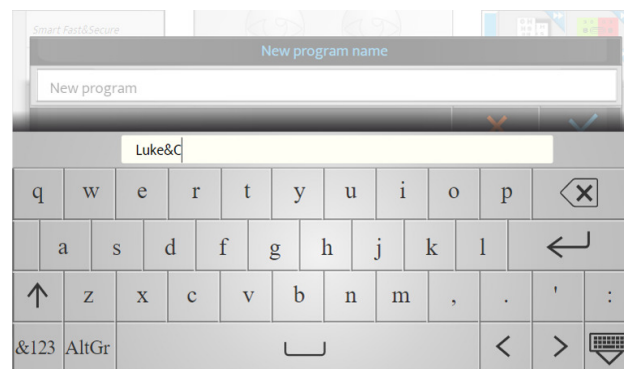 Smart Fast&Secure
New program name
New program
Luke&C
q w e r t y u i o p
a s d f g h j k l
z x c v b n m , . ' :
&123 AltGr < >